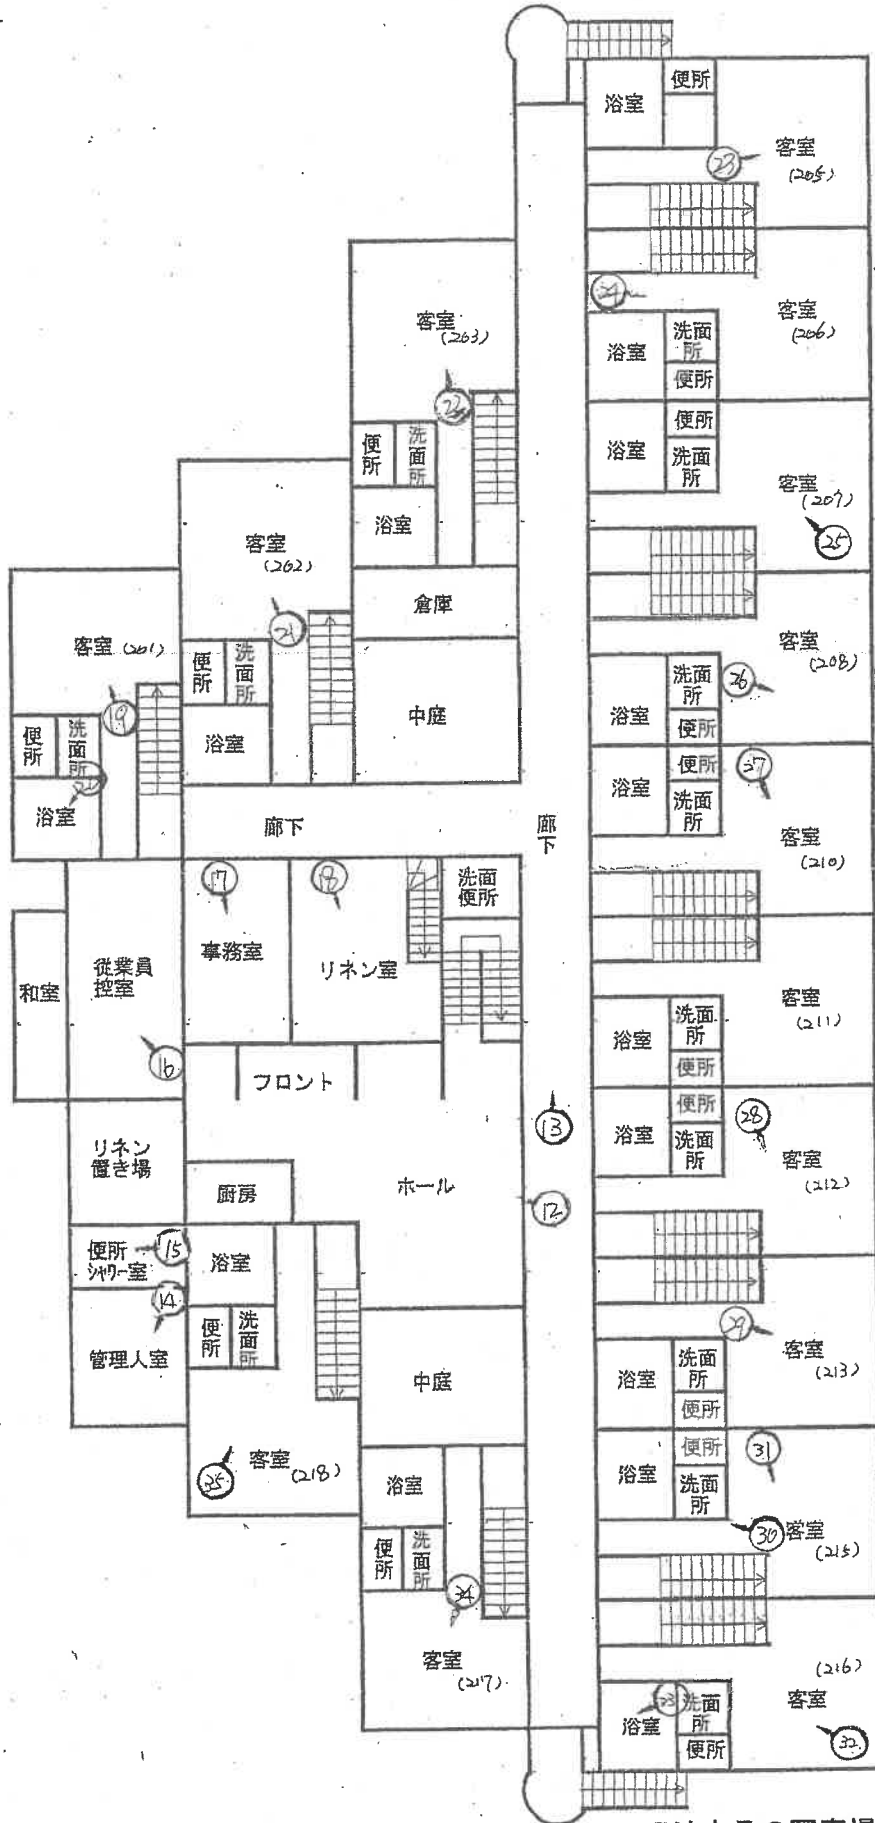 便所
浴室
客室
(205)
23
客室
(206)
24
浴室
洗面所
便所
客室
(203)
22
便所
洗面所
浴室
浴室
便所
洗面所
客室
(207)
25
客室
(202)
21
便所
洗面所
浴室
倉庫
中庭
客室 (201)
19
便所
洗面所
浴室
客室
(208)
26
浴室
洗面所
便所
浴室
便所
洗面所
客室
(210)
廊下
廊下
17
18
事務室
リネン室
洗面
便所
従業員
控室
和室
16
フロント
客室
(211)
浴室
洗面所
便所
13
12
ホール
リネン
置き場
厨房
浴室
便所
洗面所
28
客室
(212)
便所
シャワー室
15
14
管理人室
浴室
便所
洗面所
客室
(218)
中庭
29
客室
(213)
浴室
洗面所
便所
浴室
便所
洗面所
31
30
客室
(215)
浴室
便所
洗面所
34
客室
(217)
(216)
客室
32
浴室
洗面所
便所